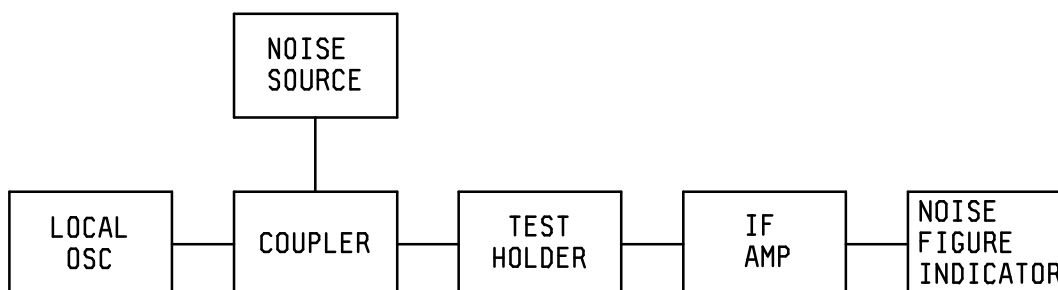 NOISE
SOURCE
LOCAL
OSC
COUPLER
TEST
HOLDER
IF
AMP
NOISE
FIGURE
INDICATOR